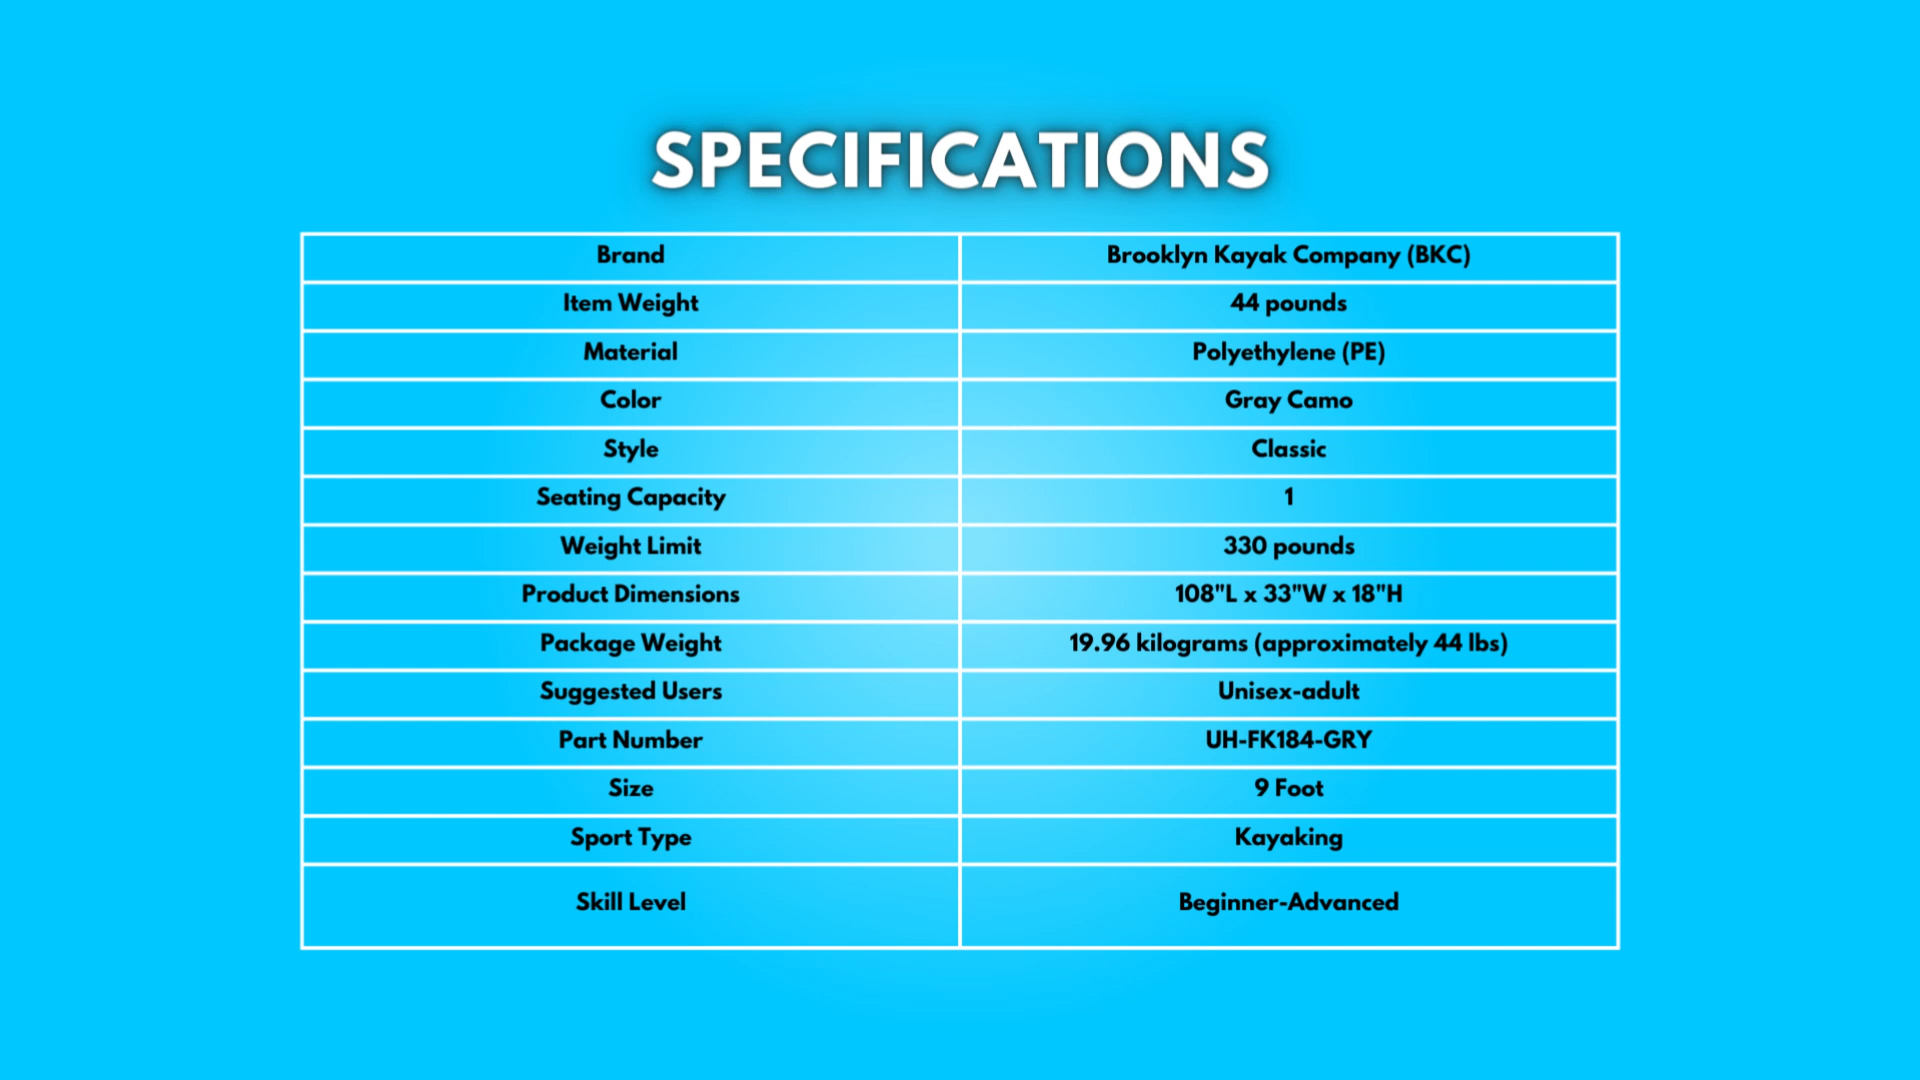 SPECIFICATIONS
Brand Brooklyn Kayak Company (BKC)
Item Weight 44 pounds
Material Polyethylene (PE)
Color Gray Camo
Style Classic
Seating Capacity 1
Weight Limit 330 pounds
Product Dimensions 108"L x 33"W x 18"H
Package Weight 19.96 kilograms (approximately 44 lbs)
Suggested Users Unisex-adult
Part Number UH-FK184-GRY
Size 9 Foot
Sport Type Kayaking
Skill Level Beginner-Advanced